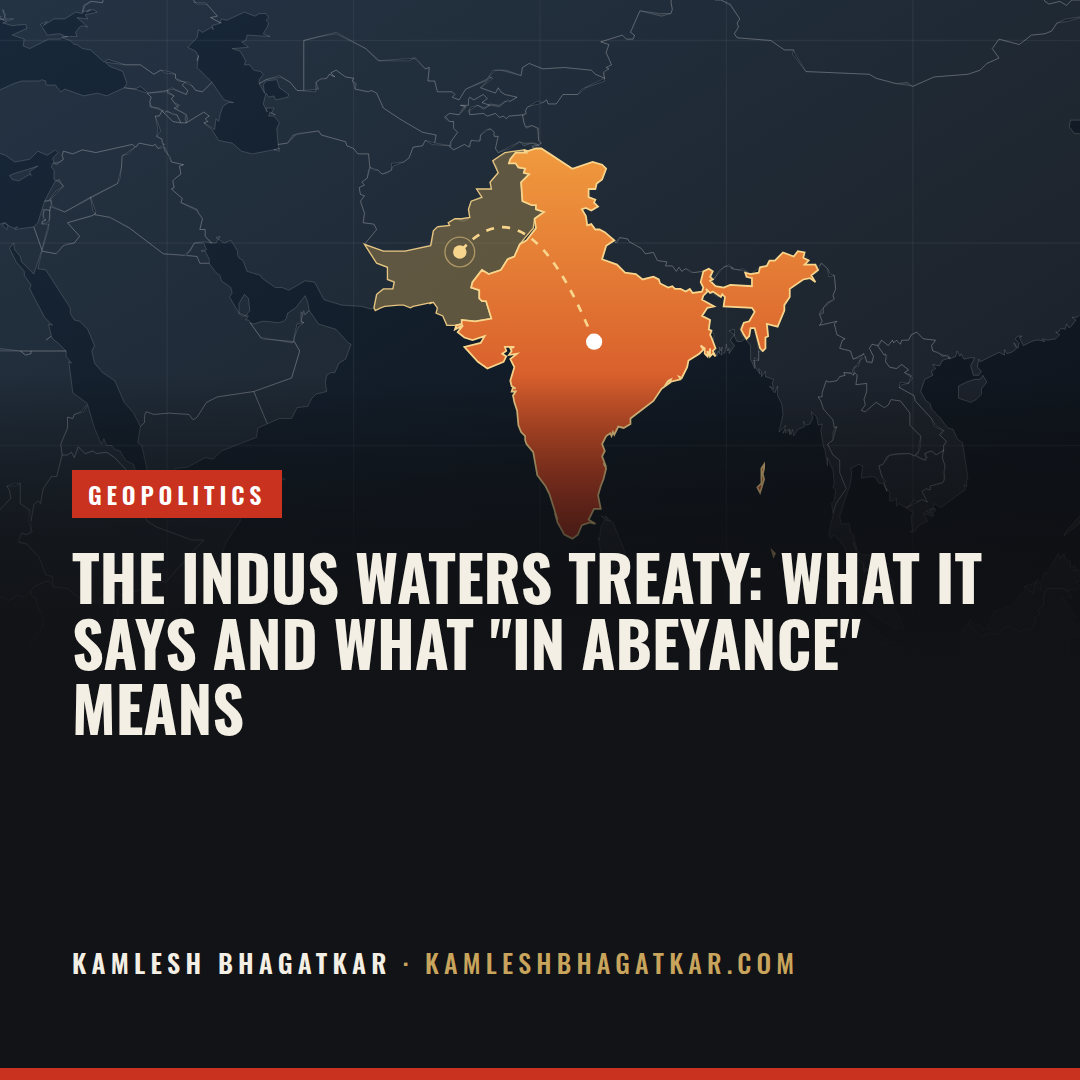 GEOPOLITICS
THE INDUS WATERS TREATY: WHAT IT
SAYS AND WHAT "IN ABEYANCE"
MEANS
KAMLESH BHAGATKAR · KAMLESHBHAGATKAR.COM